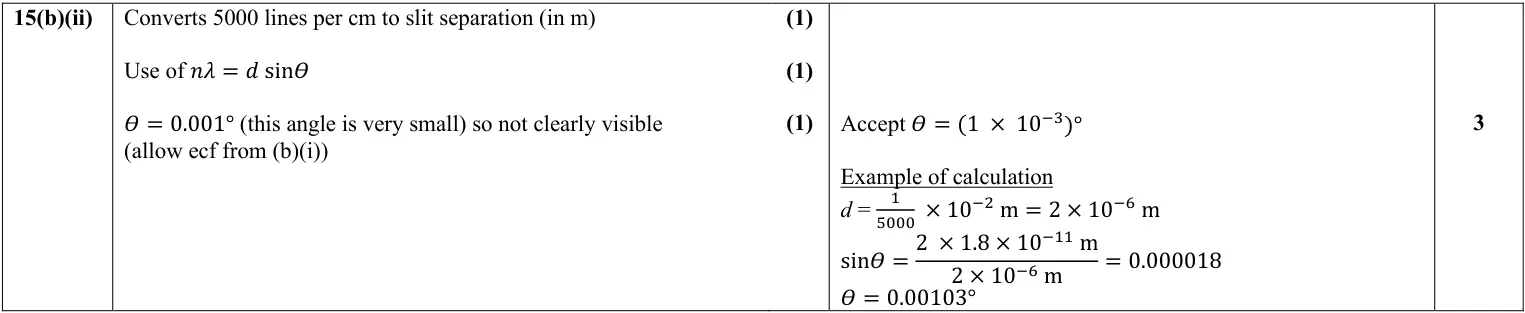 15(b)(ii) Converts 5000 lines per cm to slit separation (in m) (1)
Use of 𝑛𝜆 = 𝑑 sin𝜃 (1)
𝜃 = 0.001° (this angle is very small) so not clearly visible (1)
(allow ecf from (b)(i))
Accept 𝜃 = (1 × 10⁻³)° 3
Example of calculation
d = 1/5000 × 10⁻² m = 2 × 10⁻⁶ m
sin𝜃 = (2 × 1.8 × 10⁻¹¹ m)/(2 × 10⁻⁶ m) = 0.000018
𝜃 = 0.00103°